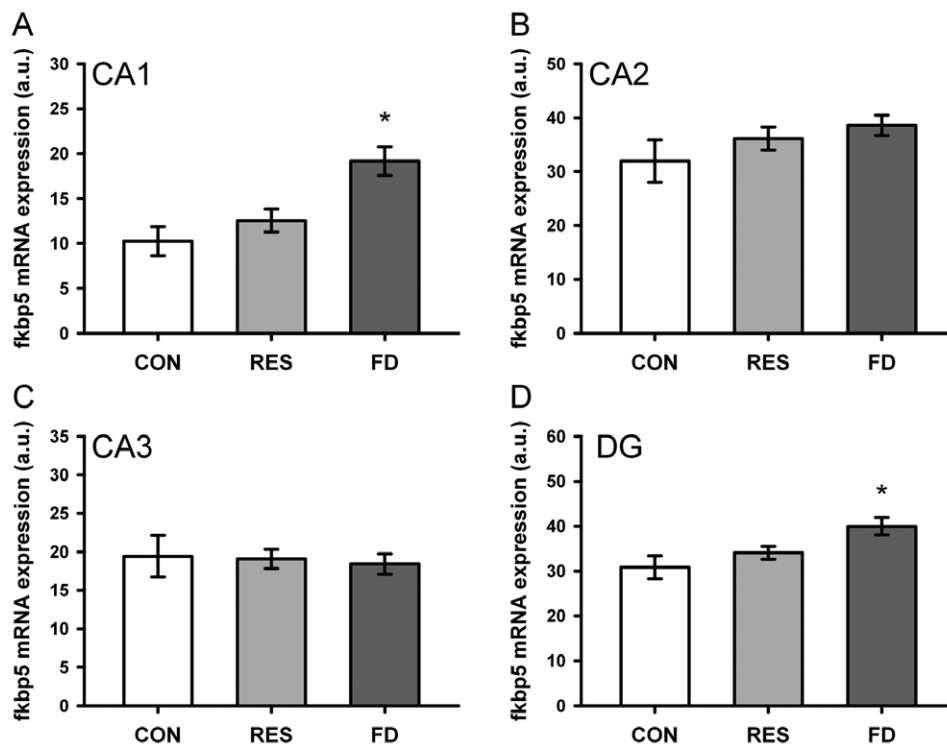 A
fkbp5 mRNA expression (a.u.)
30
25
20
15
10
5
0
CA1
*
CON RES FD
B
fkbp5 mRNA expression (a.u.)
50
40
30
20
10
0
CA2
CON RES FD
C
fkbp5 mRNA expression (a.u.)
35
30
25
20
15
10
5
0
CA3
CON RES FD
D
fkbp5 mRNA expression (a.u.)
60
50
40
30
20
10
0
DG
*
CON RES FD